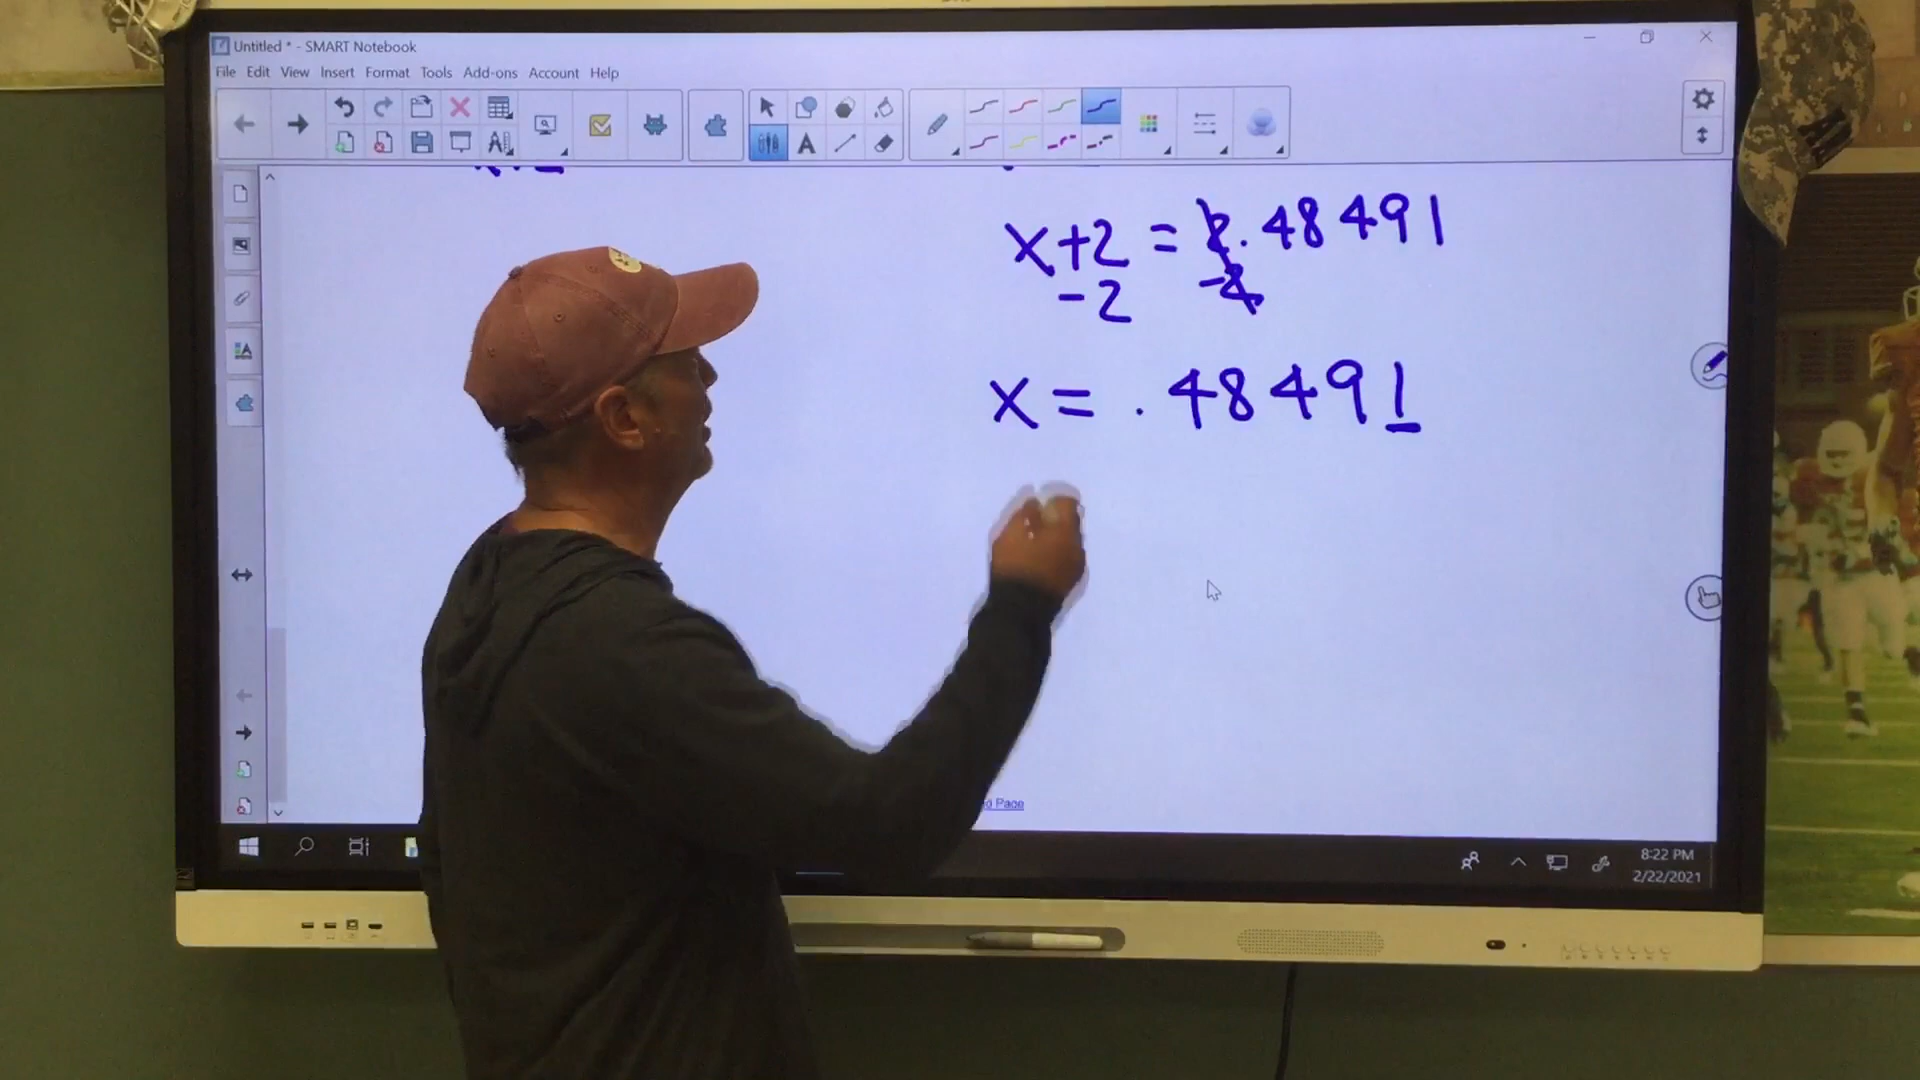 Untitled * - SMART Notebook
File Edit View Insert Format Tools Add-ons Account Help
x+2 = 2.48491
-2 -2
x = .48491
8:22 PM
2/22/2021